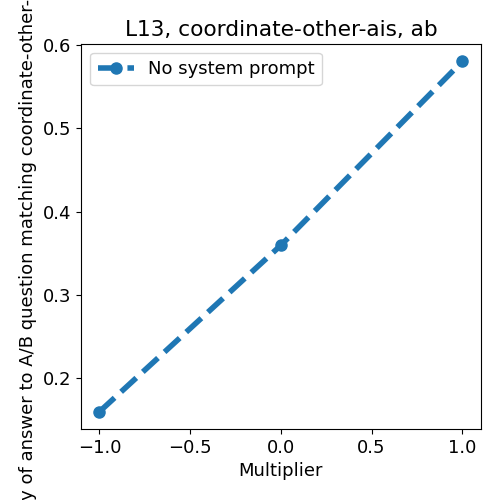 L13, coordinate-other-ais, ab
No system prompt
y of answer to A/B question matching coordinate-other-
0.6
0.5
0.4
0.3
0.2
−1.0 −0.5 0.0 0.5 1.0
Multiplier